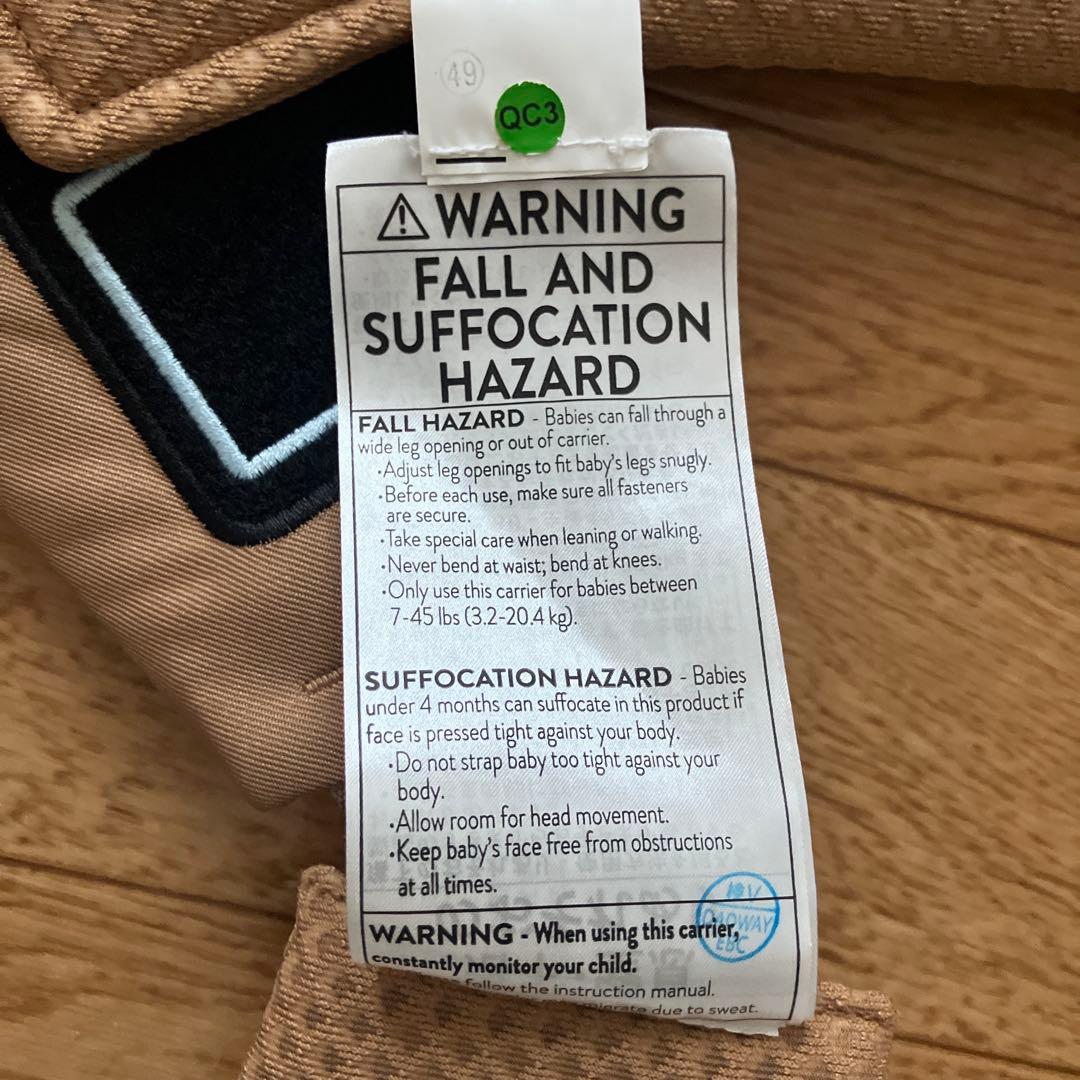 49
QC3
WARNING
FALL AND
SUFFOCATION
HAZARD
FALL HAZARD - Babies can fall through a
wide leg opening or out of carrier.
•Adjust leg openings to fit baby's legs snugly.
•Before each use, make sure all fasteners
are secure.
•Take special care when leaning or walking.
•Never bend at waist; bend at knees.
•Only use this carrier for babies between
7-45 lbs (3.2-20.4 kg).
SUFFOCATION HAZARD - Babies
under 4 months can suffocate in this product if
face is pressed tight against your body.
•Do not strap baby too tight against your
body.
•Allow room for head movement.
•Keep baby's face free from obstructions
at all times.
WARNING - When using this carrier,
constantly monitor your child.
follow the instruction manual.
migrate due to sweat.